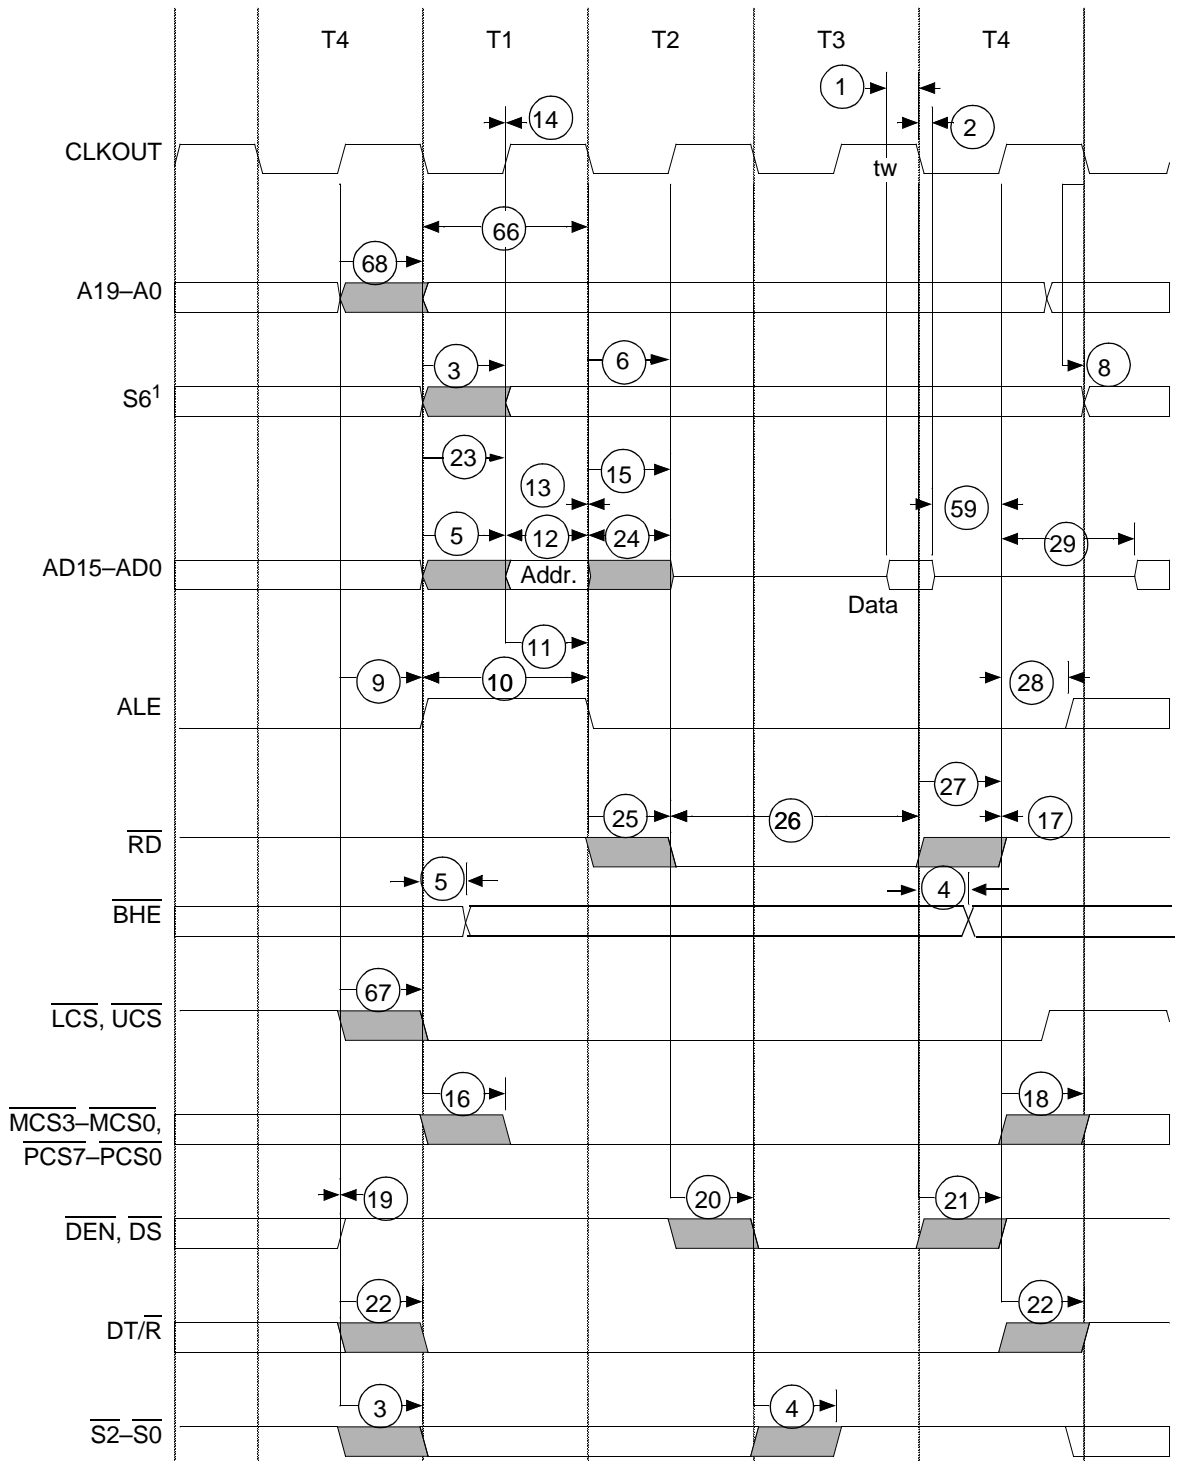 T4 T1 T2 T3 T4
1
14 2
CLKOUT
tw
66
68
A19–A0
3 6 8
S6¹
23 15
13
5 12 24 59 29
AD15–AD0 Addr.
Data
11
9 10 28
ALE
27
25 26 17
RD
5 4
BHE
67
LCS, UCS
16 18
MCS3–MCS0,
PCS7–PCS0
19 20 21
DEN, DS
22 22
DT/R
3 4
S2–S0